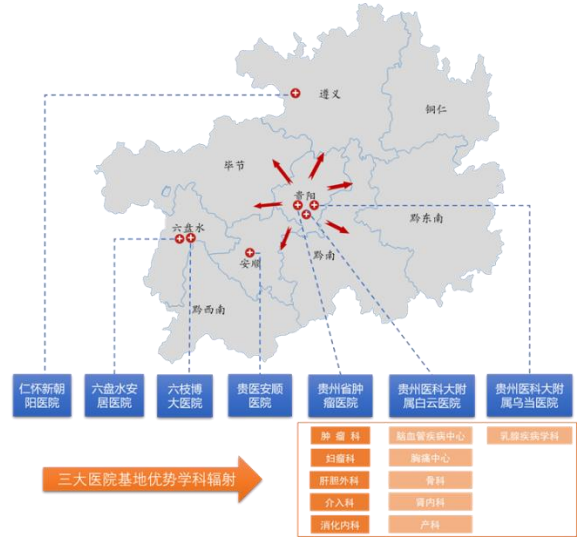 遵义
铜仁
毕节
贵阳
六盘水
黔东南
安顺
黔南
黔西南
仁怀新朝
阳医院
六盘水安
居医院
六枝博
大医院
贵医安顺
医院
贵州省肿
瘤医院
贵州医科大附
属白云医院
贵州医科大附
属乌当医院
三大医院基地优势学科辐射
肿瘤科
妇瘤科
肝胆外科
介入科
消化内科
脑血管疾病中心
胸痛中心
骨科
肾内科
产科
乳腺疾病学科